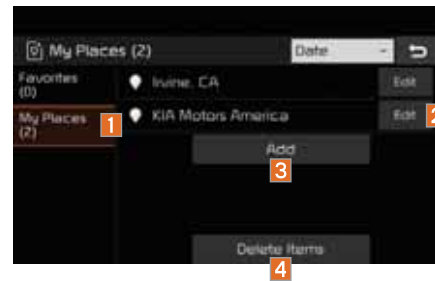 My Places (2)
Date
Favorites
(0)
Irvine, CA
Edit
My Places
(2)
1
KIA Motors America
Edit
2
Add
3
Delete Items
4